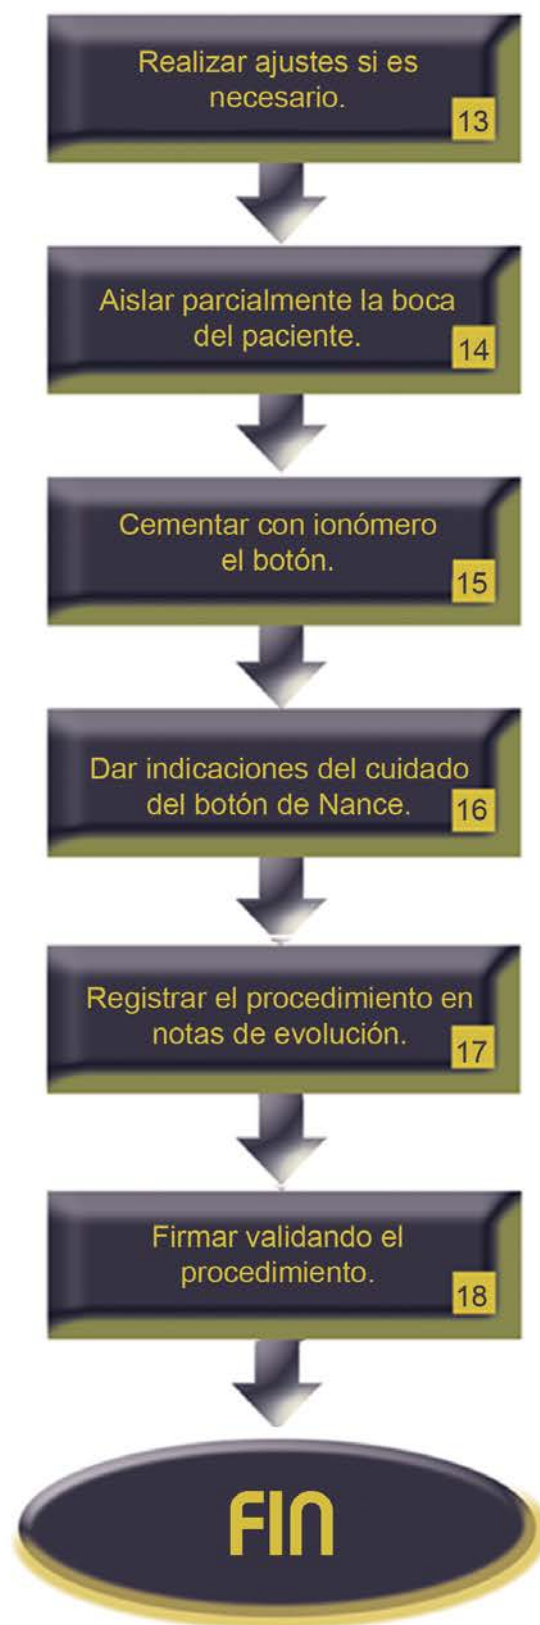 Realizar ajustes si es
necesario.
13
Aislar parcialmente la boca
del paciente.
14
Cementar con ionómero
el botón.
15
Dar indicaciones del cuidado
del botón de Nance.
16
Registrar el procedimiento en
notas de evolución.
17
Firmar validando el
procedimiento.
18
FIN